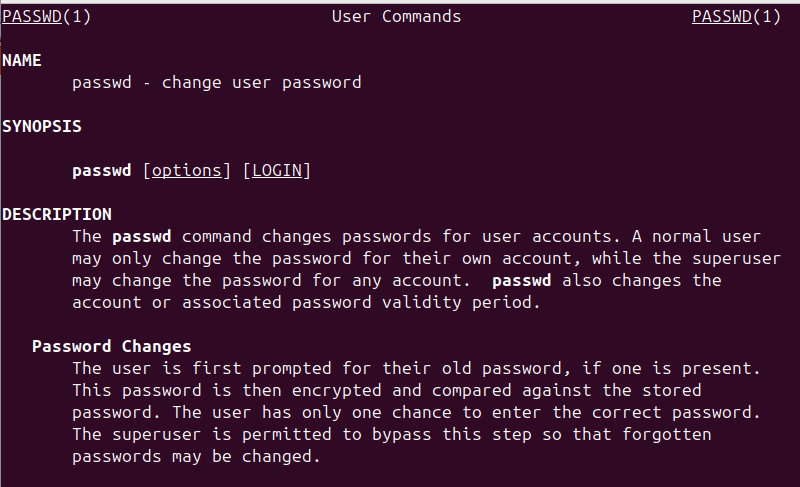 PASSWD(1) User Commands PASSWD(1)
NAME
passwd - change user password
SYNOPSIS
passwd [options] [LOGIN]
DESCRIPTION
The passwd command changes passwords for user accounts. A normal user
may only change the password for their own account, while the superuser
may change the password for any account. passwd also changes the
account or associated password validity period.
Password Changes
The user is first prompted for their old password, if one is present.
This password is then encrypted and compared against the stored
password. The user has only one chance to enter the correct password.
The superuser is permitted to bypass this step so that forgotten
passwords may be changed.